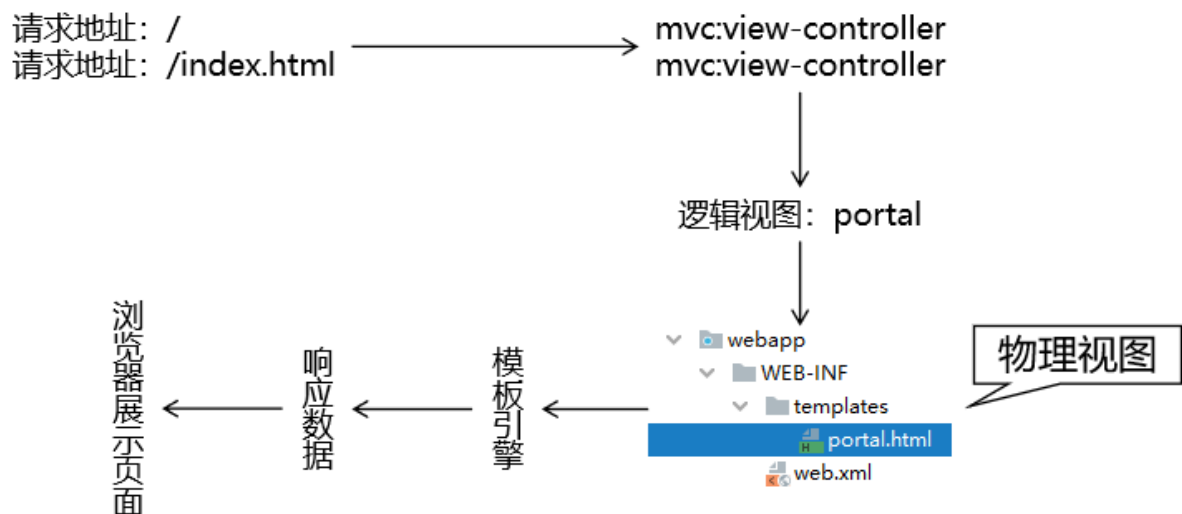 请求地址：/
请求地址：/index.html
mvc:view-controller
mvc:view-controller
逻辑视图：portal
webapp
WEB-INF
templates
portal.html
web.xml
物理视图
模板引擎
响应数据
浏览器展示页面